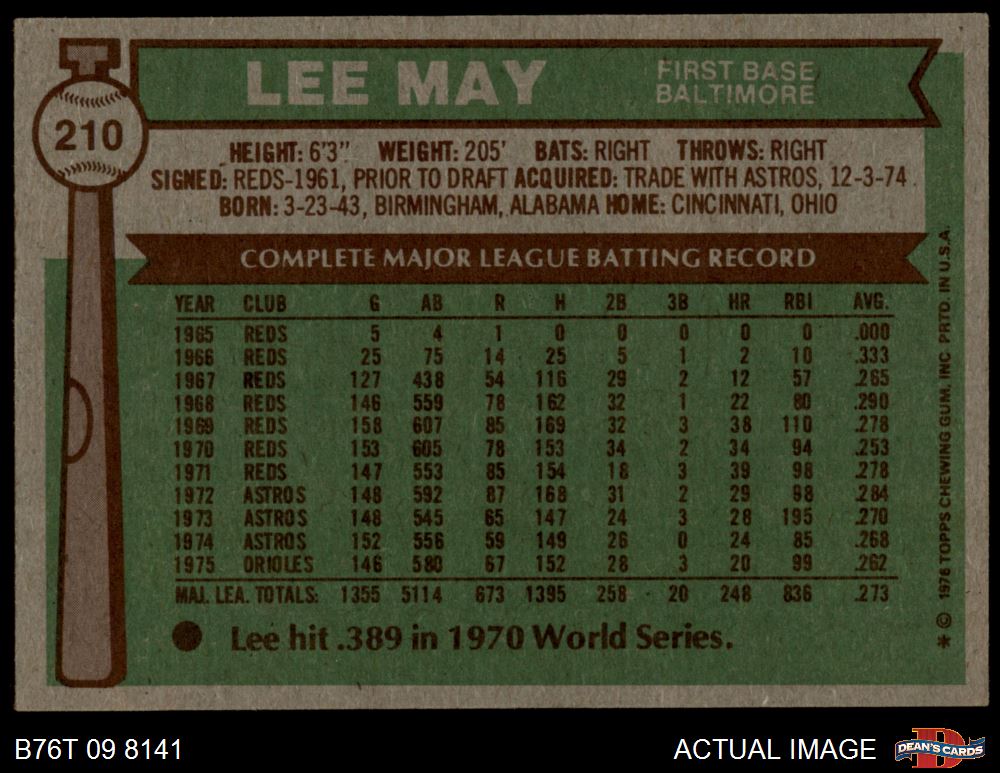 LEE MAY
FIRST BASE
BALTIMORE
210
HEIGHT: 6'3" WEIGHT: 205' BATS: RIGHT THROWS: RIGHT
SIGNED: REDS-1961, PRIOR TO DRAFT ACQUIRED: TRADE WITH ASTROS, 12-3-74
BORN: 3-23-43, BIRMINGHAM, ALABAMA HOME: CINCINNATI, OHIO
COMPLETE MAJOR LEAGUE BATTING RECORD
YEAR CLUB G AB R H 2B 3B HR RBI AVG.
1965 REDS 5 4 1 0 0 0 0 0 .000
1966 REDS 25 75 14 25 5 1 2 10 .333
1967 REDS 127 438 54 116 29 2 12 57 .265
1968 REDS 146 559 78 162 32 1 22 80 .290
1969 REDS 158 607 85 169 32 3 38 110 .278
1970 REDS 153 605 78 153 34 2 34 94 .253
1971 REDS 147 553 85 154 18 3 39 98 .278
1972 ASTROS 148 592 87 168 31 2 29 98 .284
1973 ASTROS 148 545 65 147 24 3 28 195 .270
1974 ASTROS 152 556 59 149 26 0 24 85 .268
1975 ORIOLES 146 580 67 152 28 3 20 99 .262
MAJ. LEA. TOTALS: 1355 5114 673 1395 258 20 248 836 .273
Lee hit .389 in 1970 World Series.
* © 1976 TOPPS CHEWING GUM, INC. PRTD. IN U.S.A.
B76T 09 8141
ACTUAL IMAGE
D
DEAN'S CARDS